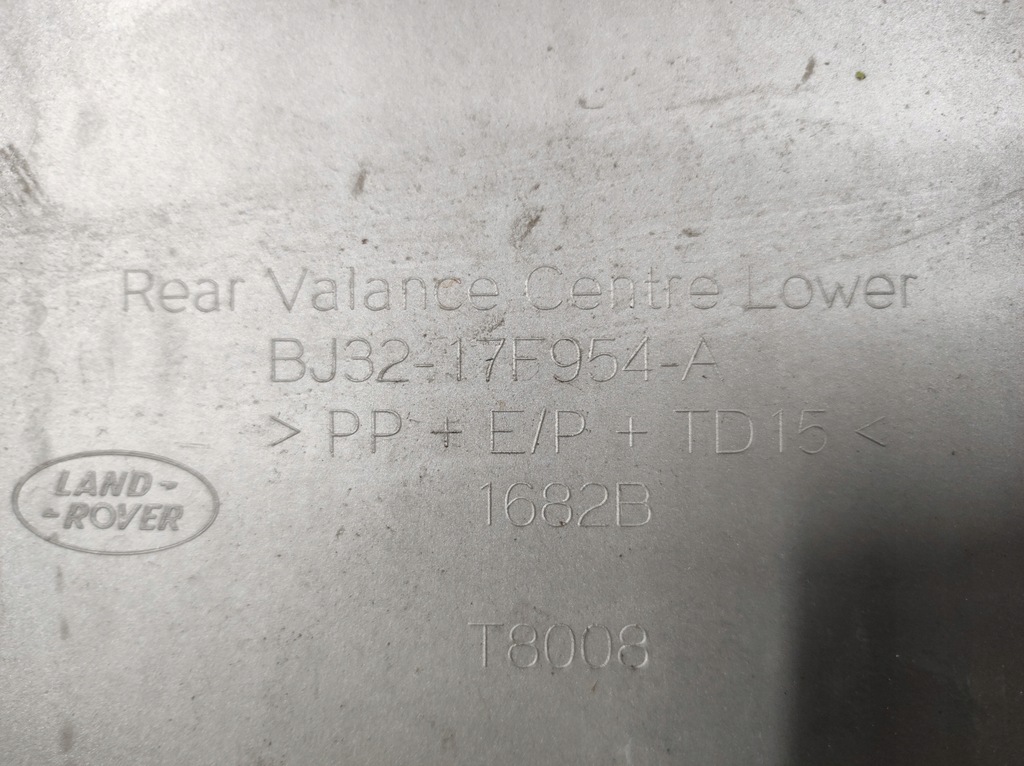 Rear Valance Centre Lower
BJ32-17F954-A
> PP + E/P + TD15 <
LAND-
-ROVER
1682B
T8008